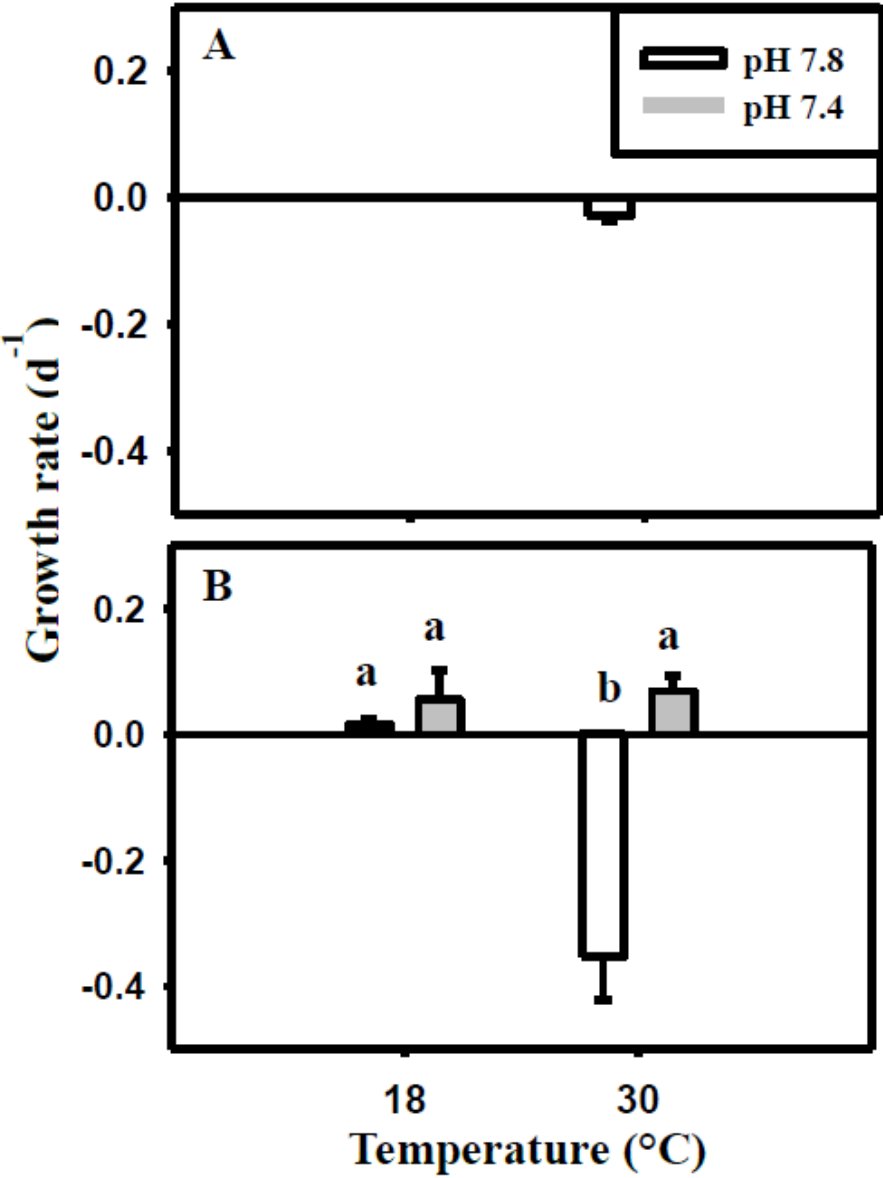 A
pH 7.8
pH 7.4
0.2
0.0
-0.2
-0.4
Growth rate (d-1)
B
a
a
b
a
0.2
0.0
-0.2
-0.4
18
30
Temperature (°C)